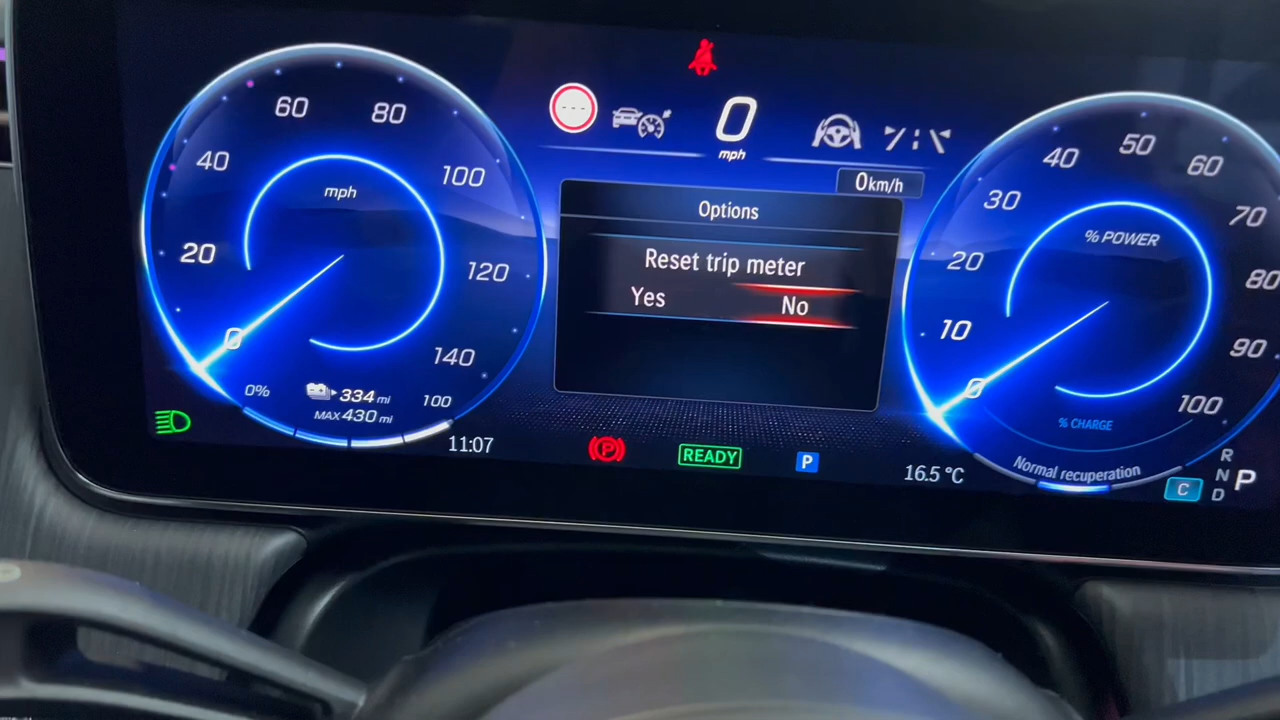 60
80
40
100
mph
20
120
0
140
0%
334 mi
100
MAX 430 mi
11:07
---
0
mph
0km/h
Options
Reset trip meter
Yes
No
P
READY
P
16.5 °C
50
40
60
30
70
% POWER
20
80
10
90
0
100
% CHARGE
Normal recuperation
C
R
N
D
P